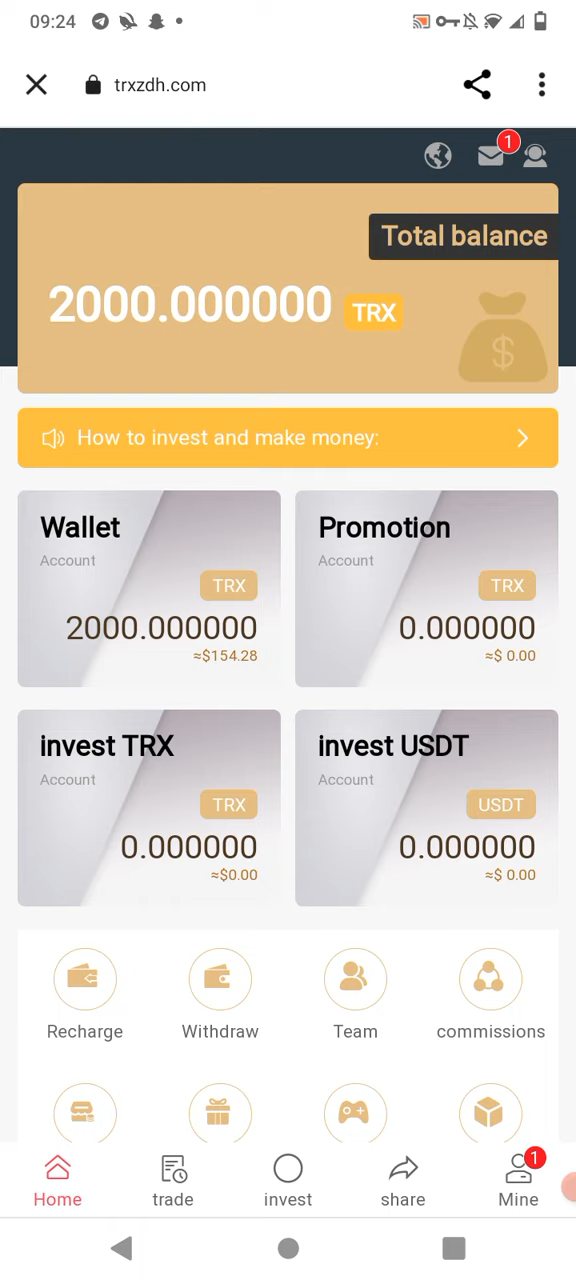 09:24
trxzdh.com
1
Total balance
2000.000000 TRX
$
How to invest and make money:
Wallet
Account
TRX
2000.000000
≈$154.28
Promotion
Account
TRX
0.000000
≈$ 0.00
invest TRX
Account
TRX
0.000000
≈$0.00
invest USDT
Account
USDT
0.000000
≈$ 0.00
Recharge
Withdraw
Team
commissions
1
Home
trade
invest
share
Mine